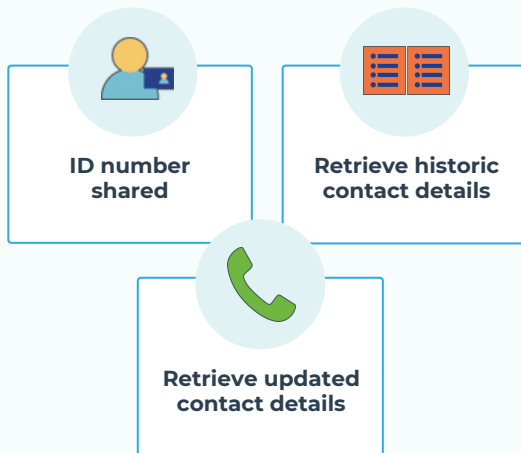 ID number
shared
Retrieve historic
contact details
Retrieve updated
contact details